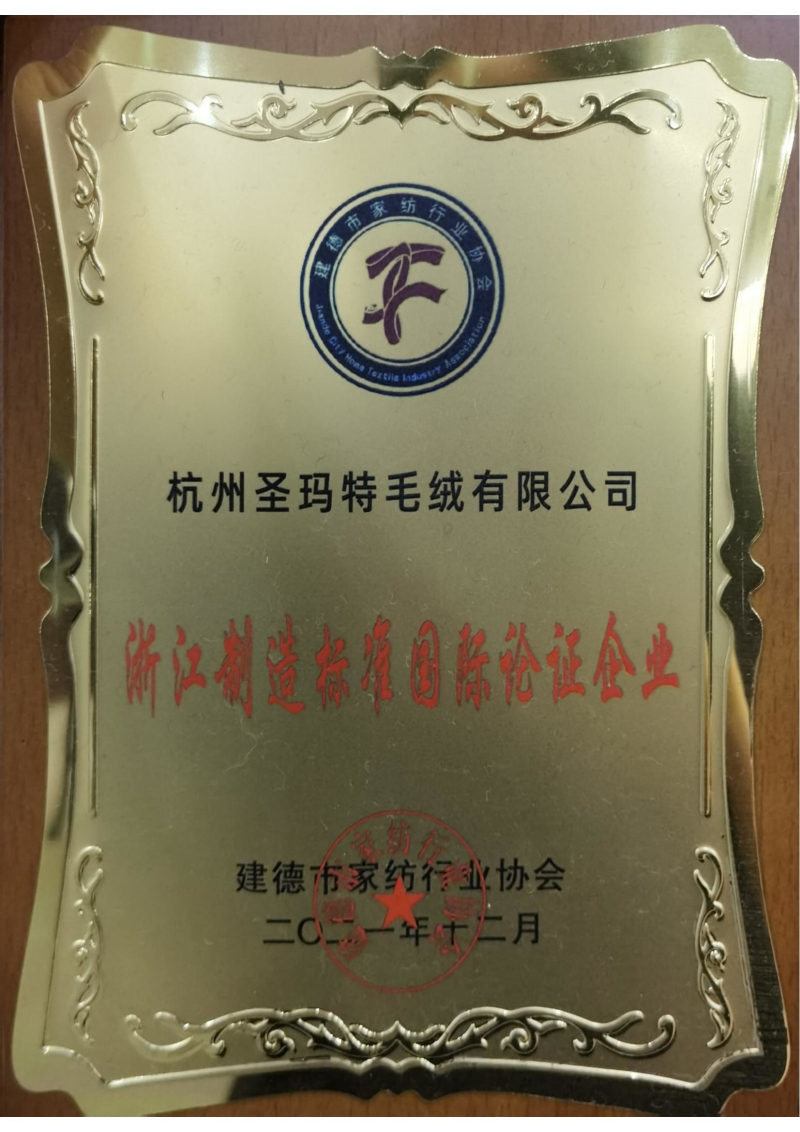 建德市家纺行业协会
Jiande City Home Textile Industry Association
杭州圣玛特毛绒有限公司
浙江制造标准国际论证企业
建德市家纺行业协会
二〇二一年十二月